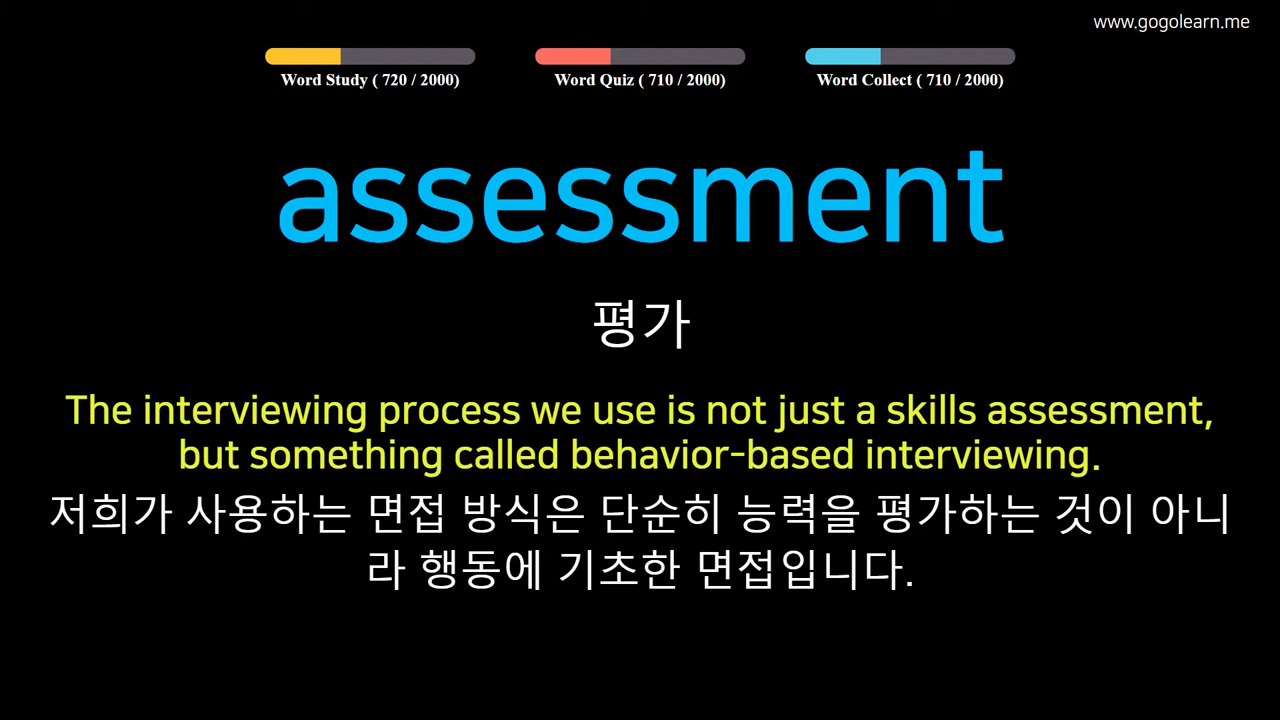 www.gogolearn.me
Word Study ( 720 / 2000) Word Quiz ( 710 / 2000) Word Collect ( 710 / 2000)
assessment
평가
The interviewing process we use is not just a skills assessment,
but something called behavior-based interviewing.
저희가 사용하는 면접 방식은 단순히 능력을 평가하는 것이 아니
라 행동에 기초한 면접입니다.